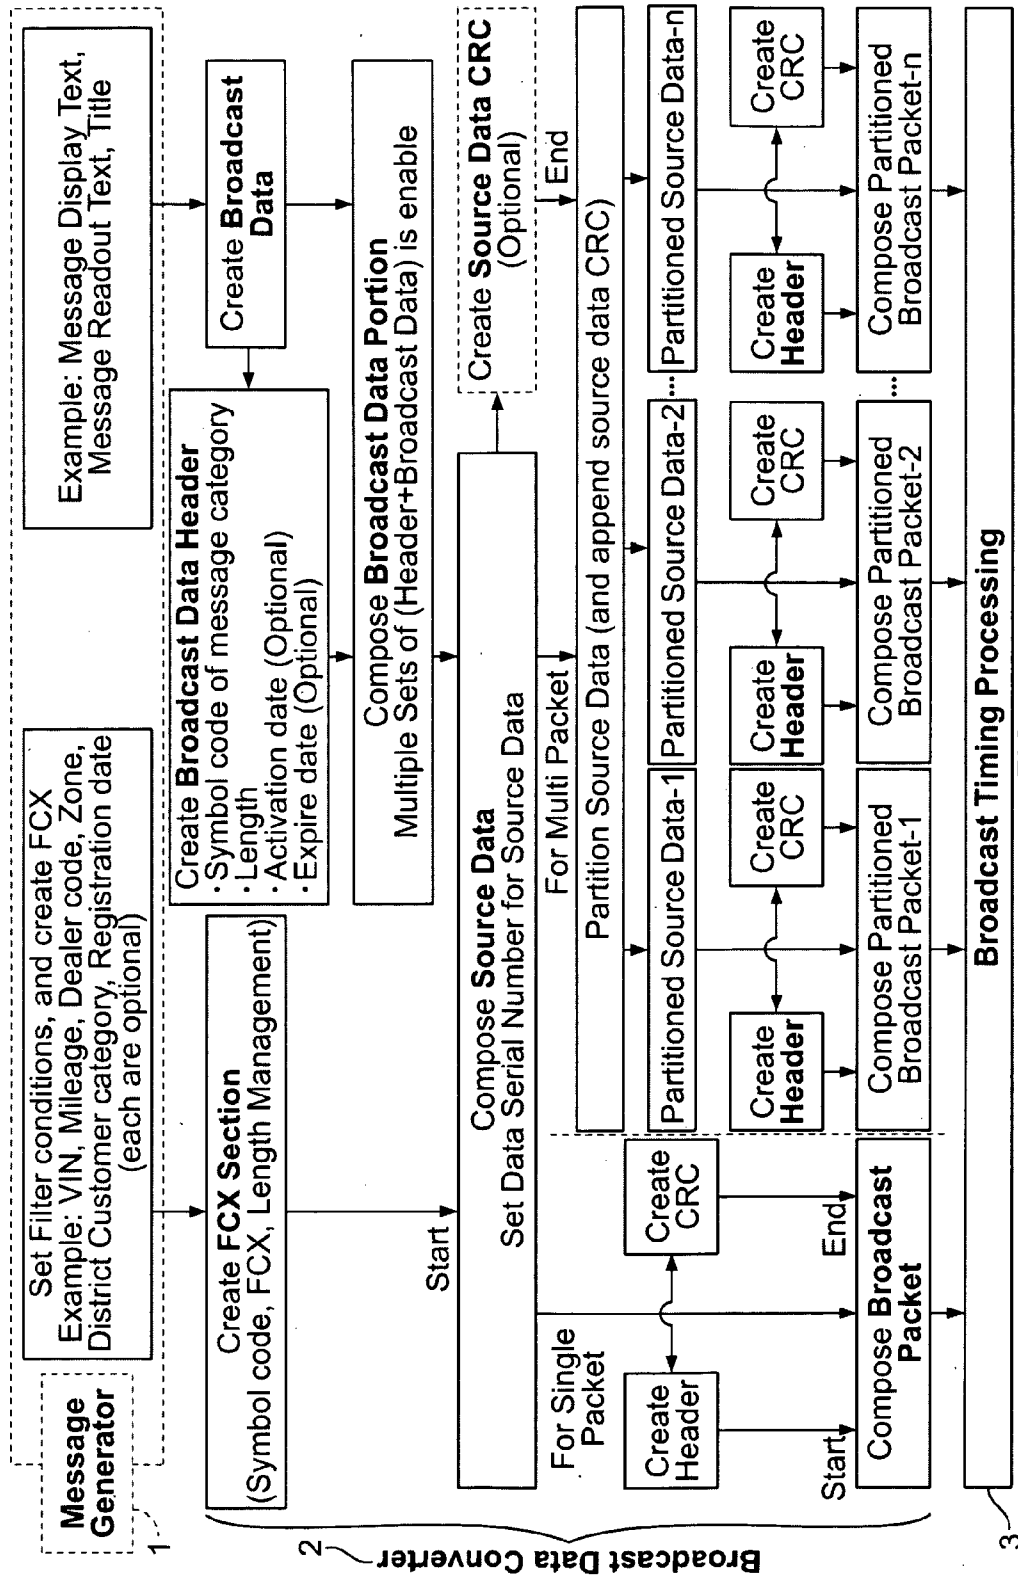 Message
Generator
1
Set Filter conditions, and create FCX
Example: VIN, Mileage, Dealer code, Zone,
District Customer category, Registration date
(each are optional)
Example: Message Display Text,
Message Readout Text, Title
Broadcast Data Converter
2
Create FCX Section
(Symbol code, FCX, Length Management)
Create Broadcast Data Header
· Symbol code of message category
· Length
· Activation date (Optional)
· Expire date (Optional)
Create Broadcast
Data
Compose Broadcast Data Portion
Multiple Sets of (Header+Broadcast Data) is enable
Start
Compose Source Data
Set Data Serial Number for Source Data
Create Source Data CRC
(Optional)
End
For Single
Packet
For Multi Packet
Partition Source Data (and append source data CRC)
Create
Header
Create
CRC
Partitioned Source Data-1
Partitioned Source Data-2
...
Partitioned Source Data-n
Create
Header
Create
CRC
Create
Header
Create
CRC
Create
Header
Create
CRC
Start
End
Compose Broadcast
Packet
Compose Partitioned
Broadcast Packet-1
Compose Partitioned
Broadcast Packet-2
...
Compose Partitioned
Broadcast Packet-n
3
Broadcast Timing Processing